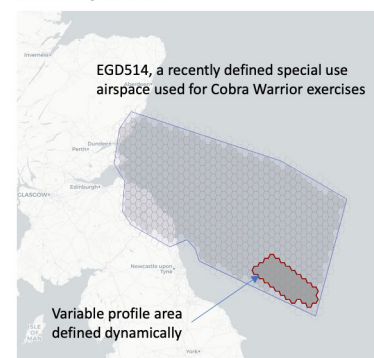 Inverness
EGD514, a recently defined special use
airspace used for Cobra Warrior exercises
Aberdeen
Dundee
Perth
Edinburgh
GLASGOW
Newcastle upon
Tyne
Variable profile area
defined dynamically
ISLE
OF
MAN
York